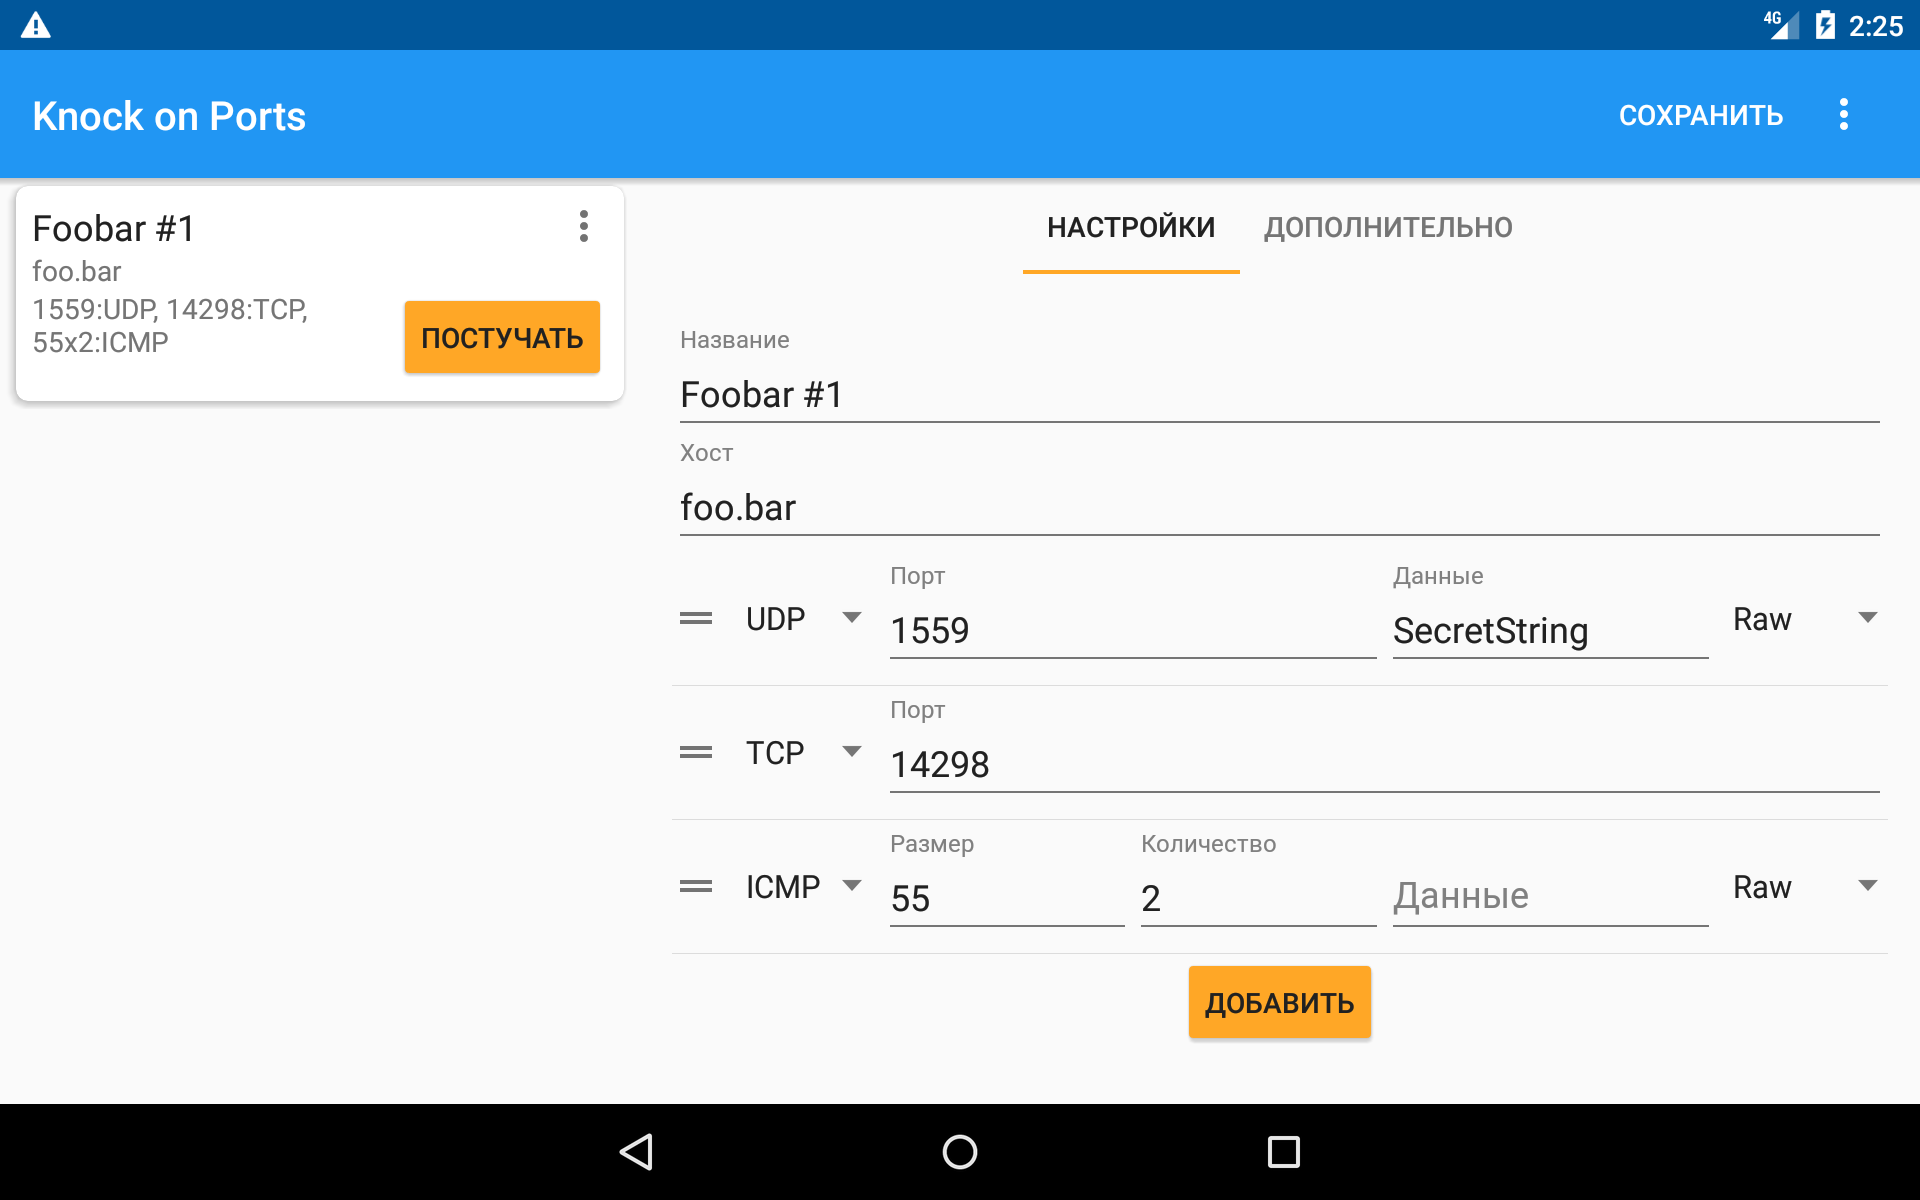 4G 2:25
Knock on Ports
СОХРАНИТЬ
Foobar #1
foo.bar
1559:UDP, 14298:TCP,
55x2:ICMP
ПОСТУЧАТЬ
НАСТРОЙКИ ДОПОЛНИТЕЛЬНО
Название
Foobar #1
Хост
foo.bar
Порт Данные
UDP 1559 SecretString Raw
Порт
TCP 14298
Размер Количество
ICMP 55 2 Данные Raw
ДОБАВИТЬ